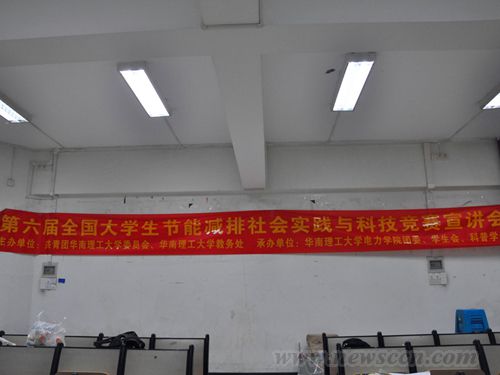 第六届全国大学生节能减排社会实践与科技竞赛宣讲会
主办单位：共青团华南理工大学委员会、华南理工大学教务处 承办单位：华南理工大学电力学院团委、学生会、科普学
www.newsccn.com